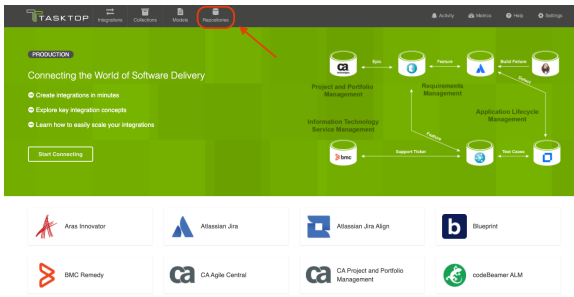 TASKTOP
Integrations
Collections
Models
Repositories
Activity
Metrics
Help
Settings
PRODUCTION
Connecting the World of Software Delivery
Create integrations in minutes
Explore key integration concepts
Learn how to easily scale your integrations
Start Connecting
ca
technologies
Epic
Feature
Build Failure
Project and Portfolio
Management
Requirements
Management
Defect
Application Lifecycle
Management
Information Technology
Service Management
Feature
bmc
Support Ticket
Test Cases
Aras Innovator
Atlassian Jira
Atlassian Jira Align
b
Blueprint
BMC Remedy
ca
CA Agile Central
ca
CA Project and Portfolio
Management
codeBeamer ALM